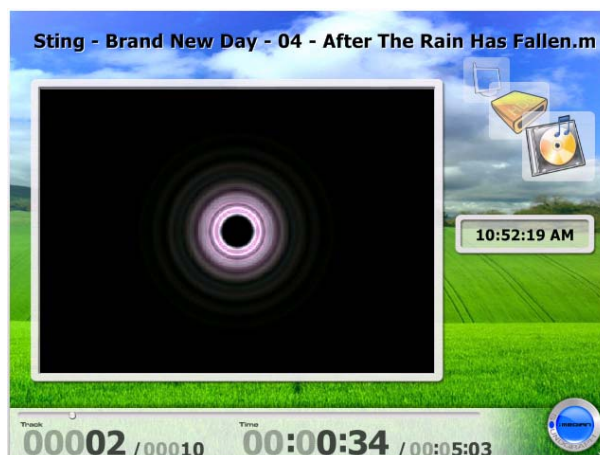 Sting - Brand New Day - 04 - After The Rain Has Fallen.m
10:52:19 AM
Track
00002 /00010
Time
00:00:34 /00:05:03